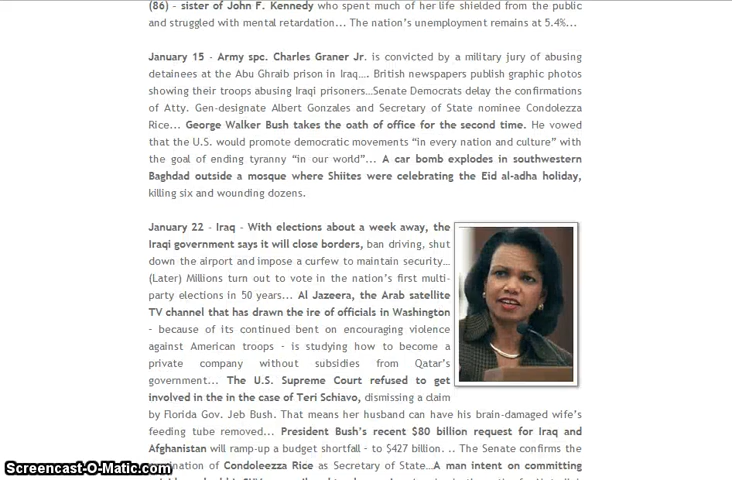 (86) – sister of John F. Kennedy who spent much of her life shielded from the public
and struggled with mental retardation... The nation's unemployment remains at 5.4%...
January 15 - Army spc. Charles Graner Jr. is convicted by a military jury of abusing
detainees at the Abu Ghraib prison in Iraq.... British newspapers publish graphic photos
showing their troops abusing Iraqi prisoners…Senate Democrats delay the confirmations
of Atty. Gen-designate Albert Gonzales and Secretary of State nominee Condolezza
Rice... George Walker Bush takes the oath of office for the second time. He vowed
that the U.S. would promote democratic movements "in every nation and culture" with
the goal of ending tyranny "in our world"... A car bomb explodes in southwestern
Baghdad outside a mosque where Shiites were celebrating the Eid al-adha holiday,
killing six and wounding dozens.
January 22 - Iraq - With elections about a week away, the
Iraqi government says it will close borders, ban driving, shut
down the airport and impose a curfew to maintain security…
(Later) Millions turn out to vote in the nation's first multi-
party elections in 50 years... Al Jazeera, the Arab satellite
TV channel that has drawn the ire of officials in Washington
- because of its continued bent on encouraging violence
against American troops - is studying how to become a
private company without subsidies from Qatar's
government... The U.S. Supreme Court refused to get
involved in the in the case of Teri Schiavo, dismissing a claim
by Florida Gov. Jeb Bush. That means her husband can have his brain-damaged wife's
feeding tube removed... President Bush's recent $80 billion request for Iraq and
Afghanistan will ramp-up a budget shortfall - to $427 billion. .. The Senate confirms the
nation of Condoleezza Rice as Secretary of State…A man intent on committing
Screencast-O-Matic.com